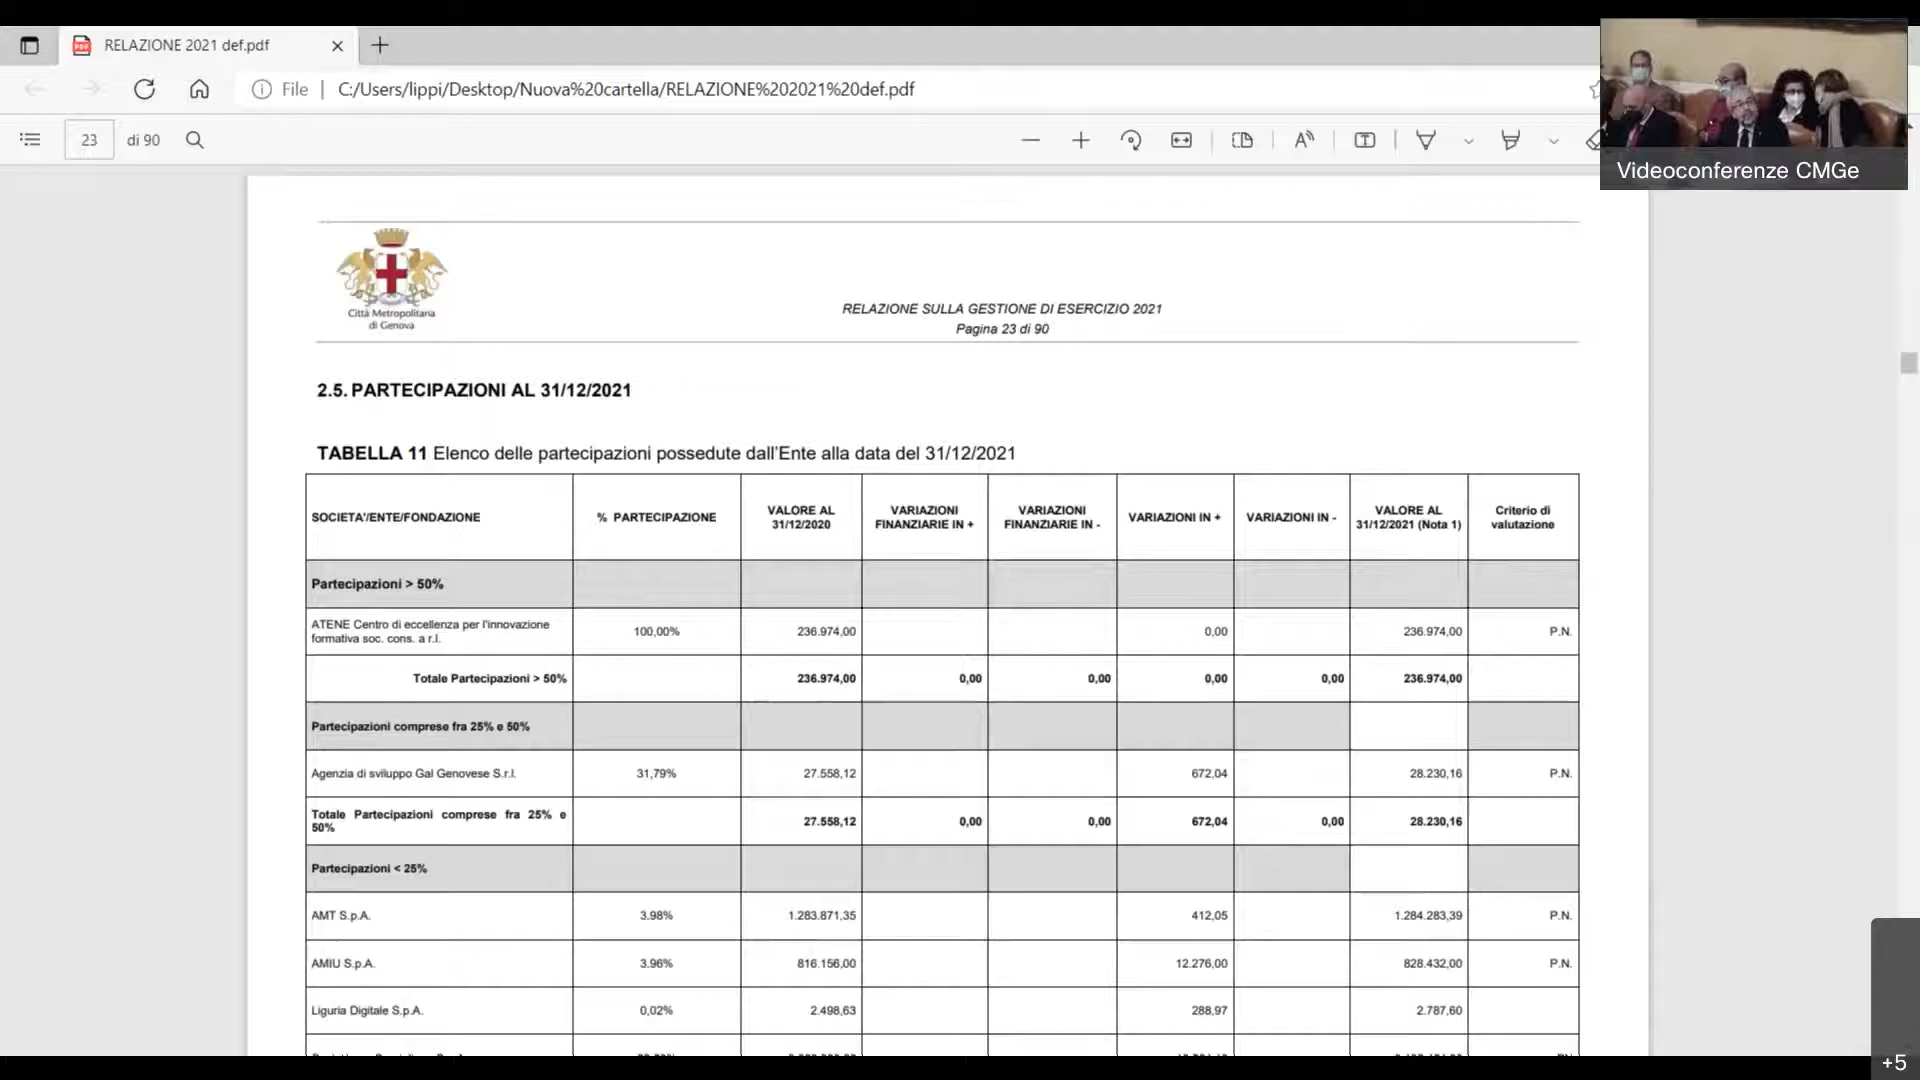 RELAZIONE 2021 def.pdf
File | C:/Users/lippi/Desktop/Nuova%20cartella/RELAZIONE%202021%20def.pdf
23 di 90
Videoconferenze CMGe
Città Metropolitana
di Genova
RELAZIONE SULLA GESTIONE DI ESERCIZIO 2021
Pagina 23 di 90
2.5. PARTECIPAZIONI AL 31/12/2021
TABELLA 11 Elenco delle partecipazioni possedute dall'Ente alla data del 31/12/2021
SOCIETA'/ENTE/FONDAZIONE % PARTECIPAZIONE VALORE AL 31/12/2020 VARIAZIONI FINANZIARIE IN + VARIAZIONI FINANZIARIE IN - VARIAZIONI IN + VARIAZIONI IN - VALORE AL 31/12/2021 (Nota 1) Criterio di valutazione
Partecipazioni > 50%
ATENE Centro di eccellenza per l'innovazione formativa soc. cons. a r.l. 100,00% 236.974,00 0,00 236.974,00 P.N.
Totale Partecipazioni > 50% 236.974,00 0,00 0,00 0,00 0,00 236.974,00
Partecipazioni comprese fra 25% e 50%
Agenzia di sviluppo Gal Genovese S.r.l. 31,79% 27.558,12 672,04 28.230,16 P.N.
Totale Partecipazioni comprese fra 25% e 50% 27.558,12 0,00 0,00 672,04 0,00 28.230,16
Partecipazioni < 25%
AMT S.p.A. 3.98% 1.283.871,35 412,05 1.284.283,39 P.N.
AMIU S.p.A. 3.96% 816.156,00 12.276,00 828.432,00 P.N.
Liguria Digitale S.p.A. 0,02% 2.498,63 288,97 2.787,60
+5